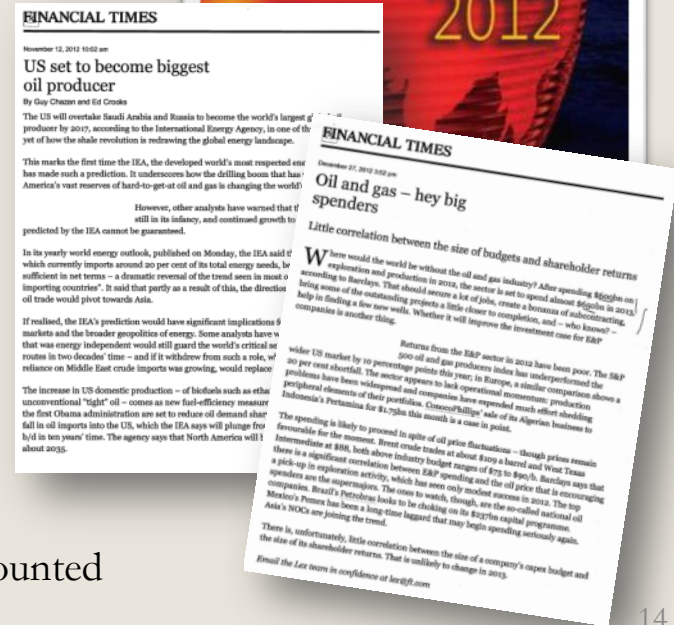 2012
FINANCIAL TIMES
November 12, 2012 10:02 am
US set to become biggest
oil producer
By Guy Chazan and Ed Crooks
The US will overtake Saudi Arabia and Russia to become the world's largest
producer by 2017, according to the International Energy Agency, in one of
yet of how the shale revolution is redrawing the global energy landscape.
This marks the first time the IEA, the developed world's most respected
has made such a prediction. It underscores how the drilling boom that has
America's vast reserves of hard-to-get-at oil and gas is changing the world'
However, other analysts have warned that
still in its infancy, and continued growth to
predicted by the IEA cannot be guaranteed.
In its yearly world energy outlook, published on Monday, the IEA said
which currently imports around 20 per cent of its total energy needs,
sufficient in net terms – a dramatic reversal of the trend seen in most
importing countries". It said that partly as a result of this, the direction
oil trade would pivot towards Asia.
If realised, the IEA's prediction would have significant implications
markets and the broader geopolitics of energy. Some analysts have
that was energy independent would still guard the world's critical
routes in two decades' time – and if it withdrew from such a role,
reliance on Middle East crude imports was growing, would replace
The increase in US domestic production – of biofuels such as
unconventional "tight" oil – comes as new fuel-efficiency
the first Obama administration are set to reduce oil demand
fall in oil imports into the US, which the IEA says will plunge
b/d in ten years' time. The agency says that North America will
about 2035.
FINANCIAL TIMES
December 27, 2012 3:02 pm
Oil and gas – hey big
spenders
Little correlation between the size of budgets and shareholder returns
Where would the world be without the oil and gas industry? After spending $600bn on
exploration and production in 2012, the sector is set to spend almost $650bn in 2013,
according to Barclays. That should secure a lot of jobs, create a bonanza of subcontracting,
being some of the outstanding projects a little closer to completion, and – who knows? –
help in finding a few new wells. Whether it will improve the investment case for E&P
companies is another thing.
Returns from the E&P sector in 2012 have been poor. The S&P
500 oil and gas producers index has underperformed the
wider US market by 10 percentage points this year; in Europe, a similar comparison shows a
20 per cent shortfall. The sector appears to lack operational momentum: production
problems have been widespread and companies have expended much effort shedding
peripheral elements of their portfolios. ConocoPhillips' sale of its Algerian business to
Indonesia's Pertamina for $1.75bn this month is a case in point.
The spending is likely to proceed in spite of oil price fluctuations – though prices remain
favourable for the moment. Brent crude trades at about $109 a barrel and West Texas
Intermediate at $88, both above industry budget ranges of $75 to $90/b. Barclays says that
there is a significant correlation between E&P spending and the oil price that is encouraging
a pick-up in exploration activity, which has seen only modest success in 2012. The top
spenders are the supermajors. The ones to watch, though, are the so-called national oil
companies. Brazil's Petrobras looks to be choking on its $237bn capital programme.
Mexico's Pemex has been a long-time laggard that may begin spending seriously again.
Asia's NOCs are joining the trend.
There is, unfortunately, little correlation between the size of a company's capex budget and
the size of its shareholder returns. That is unlikely to change in 2013.
Email the Lex team in confidence at lex@ft.com
ounted
14